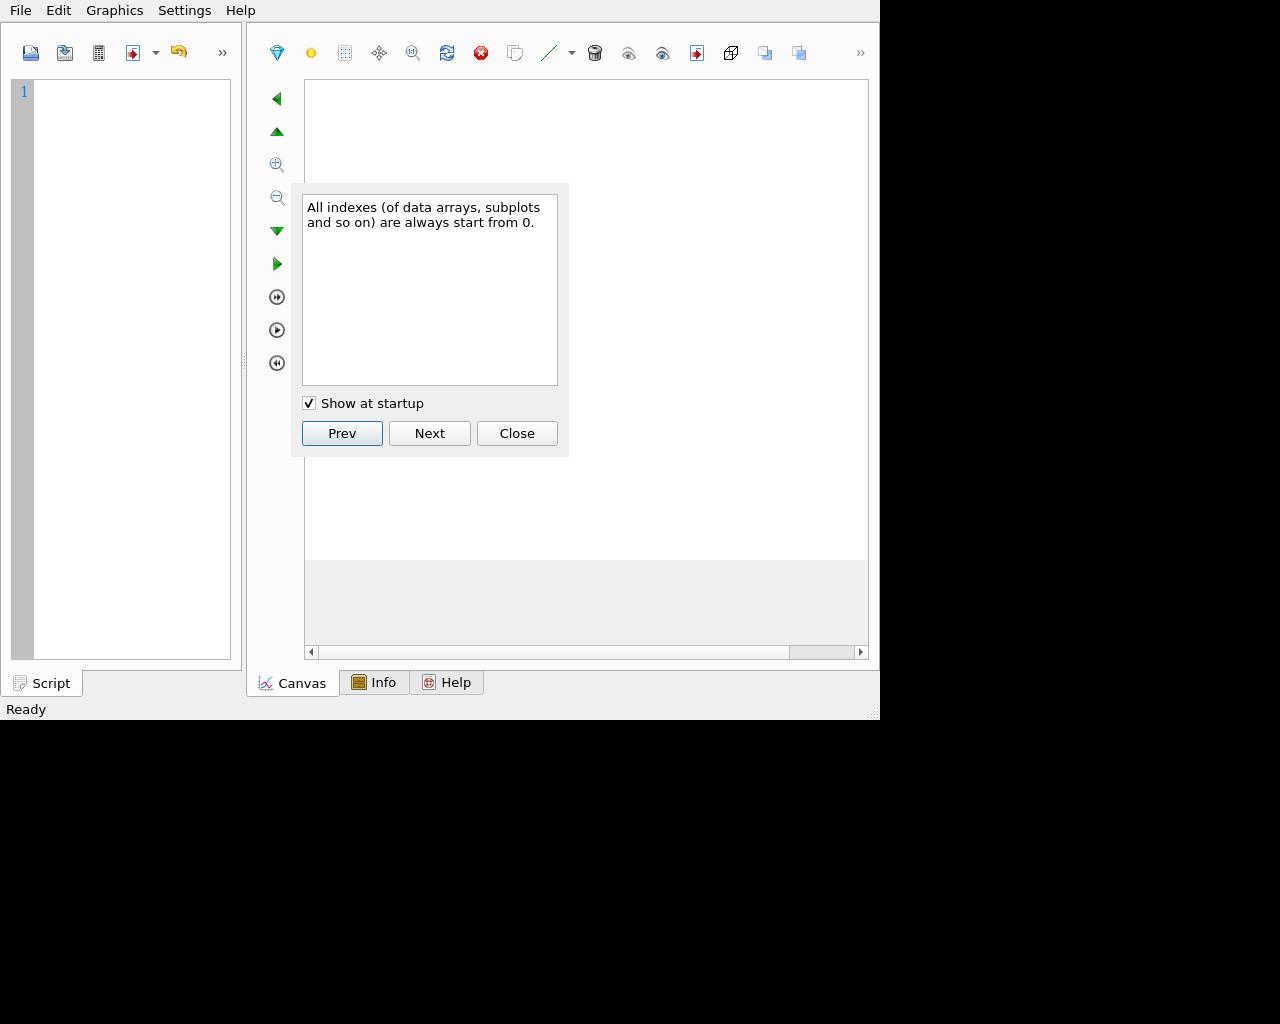 File Edit Graphics Settings Help
1
All indexes (of data arrays, subplots
and so on) are always start from 0.
Show at startup
Prev Next Close
Script Canvas Info Help
Ready